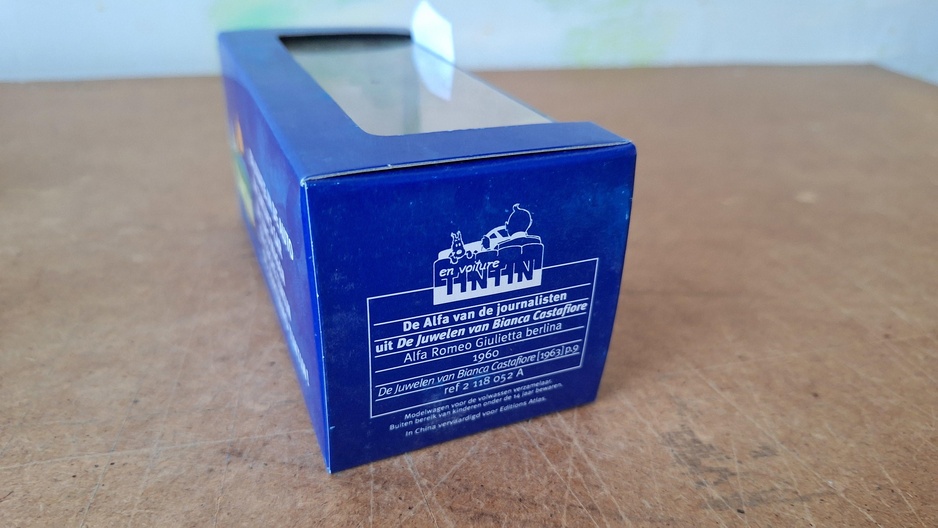 en voiture
TINTIN
De Alfa van de journalisten
uit De Juwelen van Bianca Castafiore
Alfa Romeo Giulietta berlina
1960
De Juwelen van Bianca Castafiore [1963] p.9
ref 2 118 052 A
Modelwagen voor de volwassen verzamelaar.
Buiten bereik van kinderen onder de 14 jaar bewaren.
In China vervaardigd voor Editions Atlas.